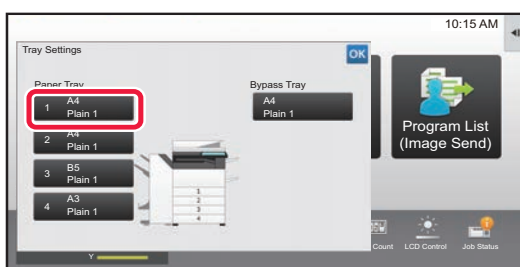 10:15 AM
Tray Settings
OK
Paper Tray
Bypass Tray
1 A4
Plain 1
A4
Plain 1
2 A4
Plain 1
3 B5
Plain 1
4 A3
Plain 1
1
2
3
4
Program List
(Image Send)
Count
LCD Control
Job Status
Y